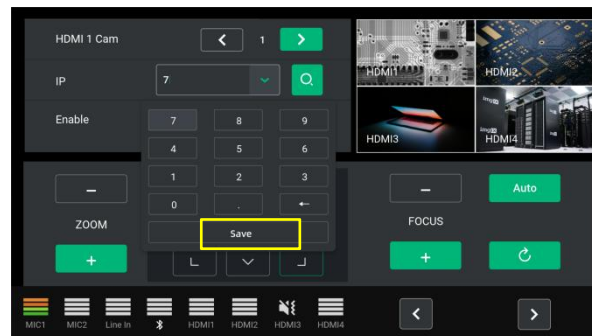 HDMI 1 Cam
1
IP
7
Enable
7 8 9
4 5 6
1 2 3
0 . ←
Save
HDMI1
HDMI2
HDMI3
HDMI4
−
ZOOM
+
−
FOCUS
+
Auto
MIC1 MIC2 Line In HDMI1 HDMI2 HDMI3 HDMI4